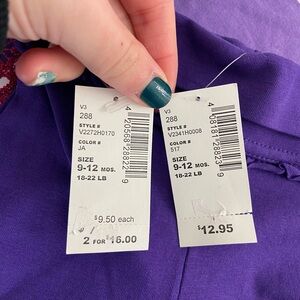 V3
288
STYLE #
V2272H0170
COLOR #
JA
SIZE
9-12 MOS.
18-22 LB
$9.50 each
2 FOR $16.00
V3
288
STYLE #
V2341H0008
COLOR #
517
SIZE
9-12 MOS.
18-22 LB
$12.95